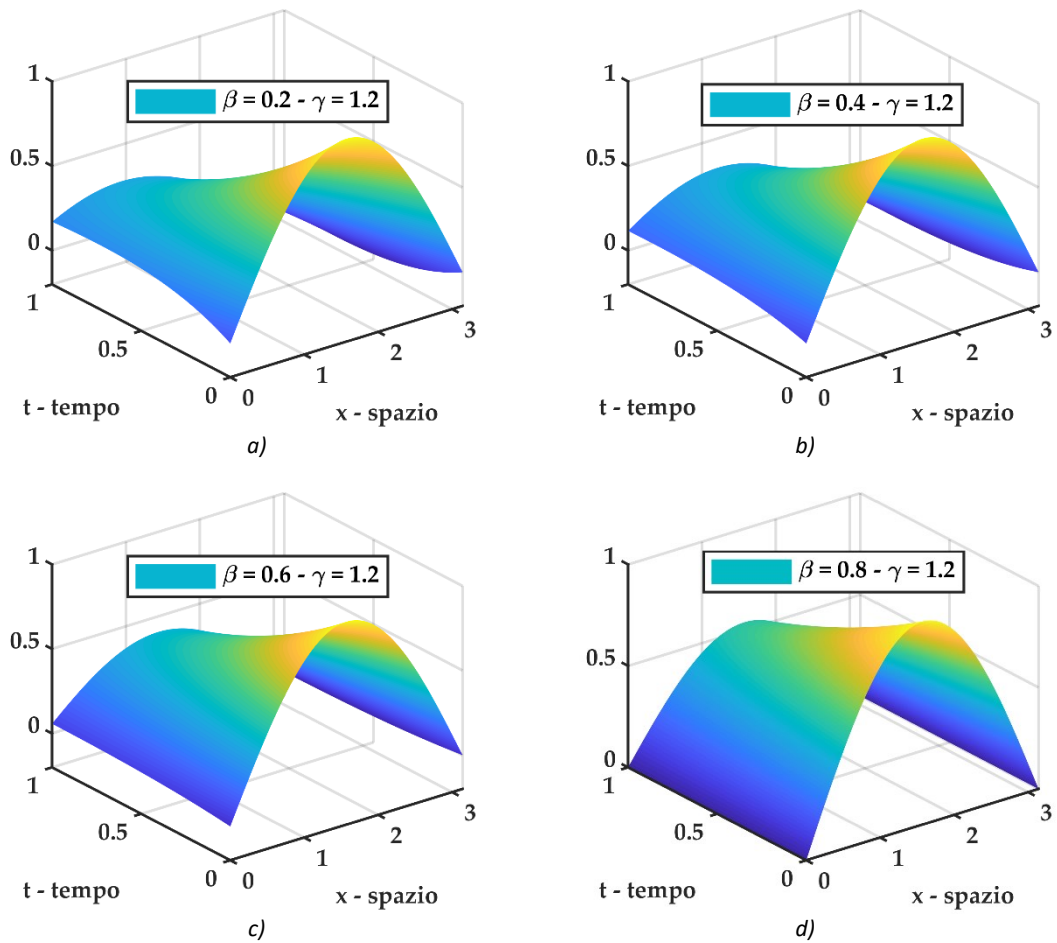 1
β = 0.2 - γ = 1.2
0.5
0
1
0.5
0
0
1
2
3
t - tempo
x - spazio
a)
1
β = 0.4 - γ = 1.2
0.5
0
1
0.5
0
0
1
2
3
t - tempo
x - spazio
b)
1
β = 0.6 - γ = 1.2
0.5
0
1
0.5
0
0
1
2
3
t - tempo
x - spazio
c)
1
β = 0.8 - γ = 1.2
0.5
0
1
0.5
0
0
1
2
3
t - tempo
x - spazio
d)